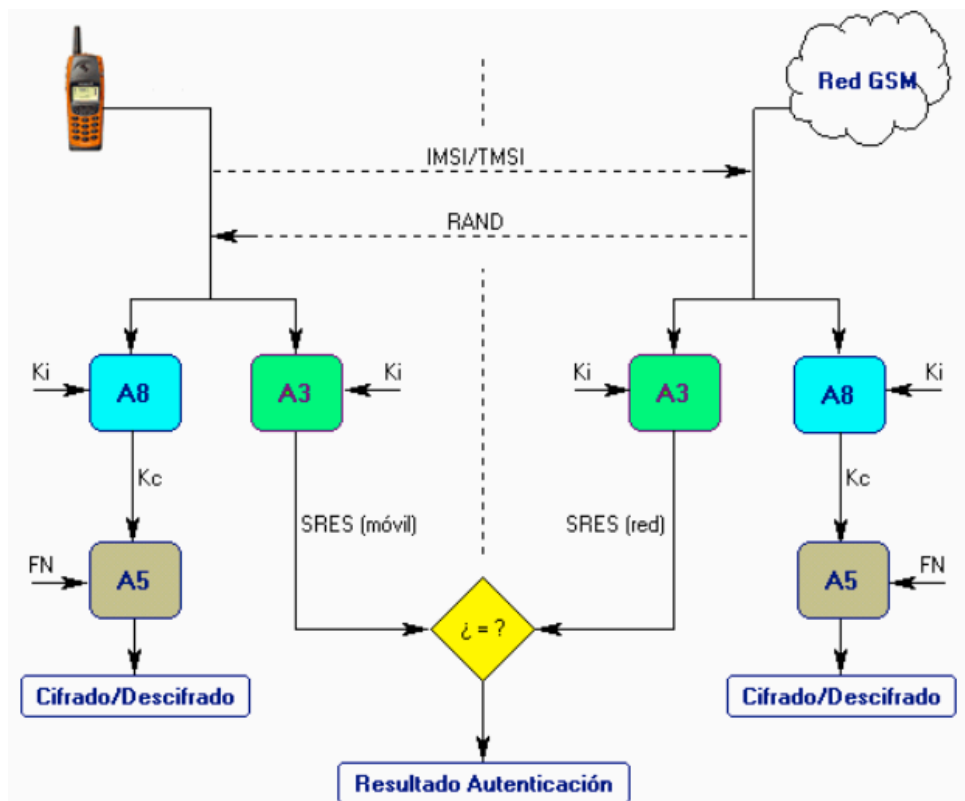 Red GSM
IMSI/TMSI
RAND
Ki
A8
A3
Ki
Ki
A3
A8
Ki
Kc
Kc
SRES (móvil)
SRES (red)
FN
A5
¿ = ?
A5
FN
Cifrado/Descifrado
Cifrado/Descifrado
Resultado Autenticación